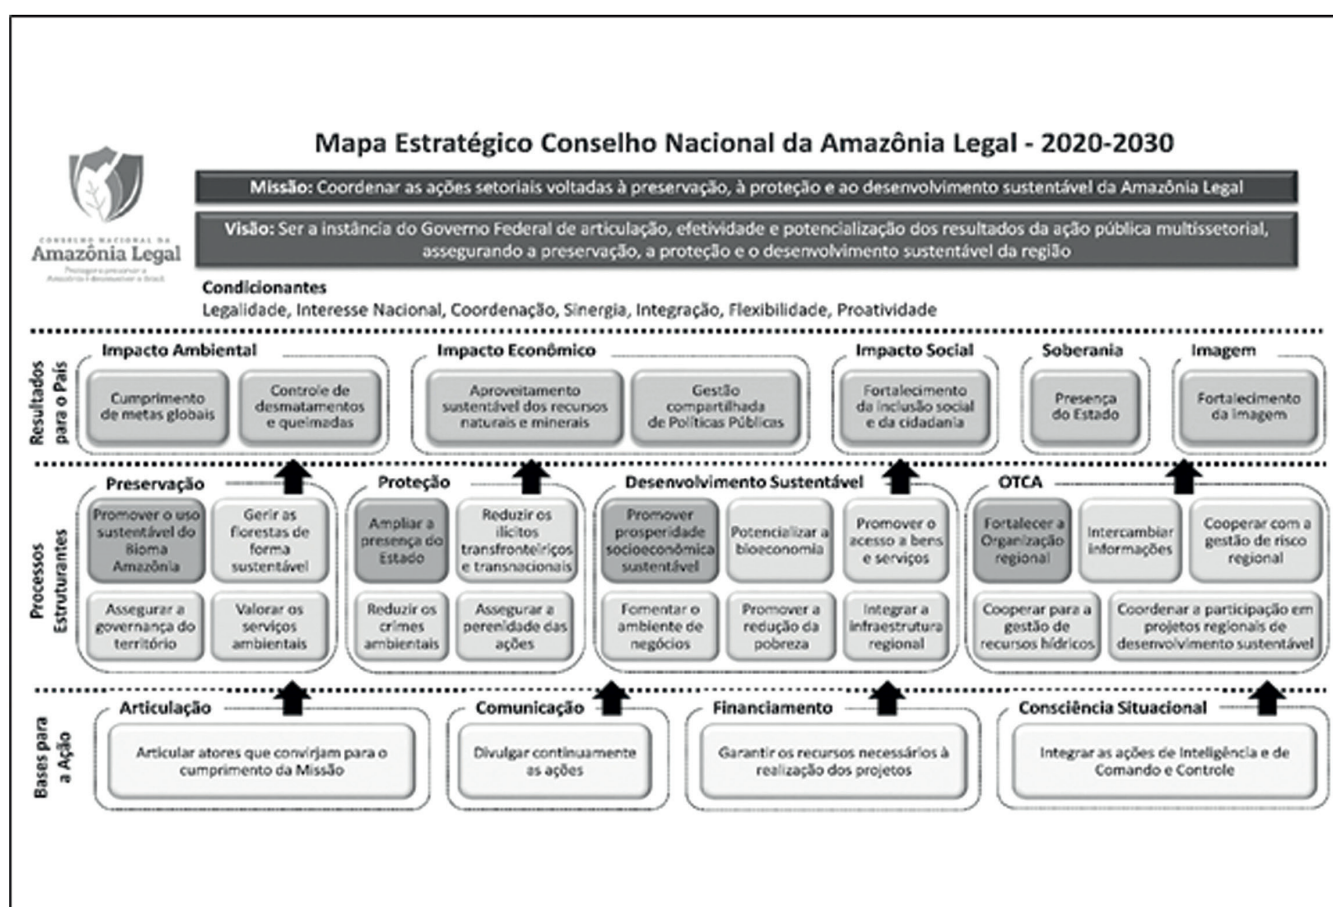 Mapa Estratégico Conselho Nacional da Amazônia Legal - 2020-2030
CONSELHO NACIONAL DA
Amazônia Legal
Proteger e preservar a
Amazônia é desenvolver o Brasil
Missão: Coordenar as ações setoriais voltadas à preservação, à proteção e ao desenvolvimento sustentável da Amazônia Legal
Visão: Ser a instância do Governo Federal de articulação, efetividade e potencialização dos resultados da ação pública multissetorial,
assegurando a preservação, a proteção e o desenvolvimento sustentável da região
Condicionantes
Legalidade, Interesse Nacional, Coordenação, Sinergia, Integração, Flexibilidade, Proatividade
Resultados
para o País
Impacto Ambiental
Cumprimento
de metas globais
Controle de
desmatamentos
e queimadas
Impacto Econômico
Aproveitamento
sustentável dos recursos
naturais e minerais
Gestão
compartilhada
de Políticas Públicas
Impacto Social
Fortalecimento
da inclusão social
e da cidadania
Soberania
Presença
do Estado
Imagem
Fortalecimento
da imagem
Processos
Estruturantes
Preservação
Promover o uso
sustentável do
Bioma
Amazônia
Gerir as
florestas de
forma
sustentável
Assegurar a
governança do
território
Valorar os
serviços
ambientais
Proteção
Ampliar a
presença do
Estado
Reduzir os
ilícitos
transfronteiriços
e transnacionais
Reduzir os
crimes
ambientais
Assegurar a
perenidade das
ações
Desenvolvimento Sustentável
Promover
prosperidade
socioeconômica
sustentável
Potencializar a
bioeconomia
Promover o
acesso a bens
e serviços
Fomentar o
ambiente de
negócios
Promover a
redução da
pobreza
Integrar a
infraestrutura
regional
OTCA
Fortalecer a
Organização
regional
Intercambiar
informações
Cooperar com a
gestão de risco
regional
Cooperar para a
gestão de
recursos hídricos
Coordenar a participação em
projetos regionais de
desenvolvimento sustentável
Bases para
a Ação
Articulação
Articular atores que convirjam para o
cumprimento da Missão
Comunicação
Divulgar continuamente
as ações
Financiamento
Garantir os recursos necessários à
realização dos projetos
Consciência Situacional
Integrar as ações de Inteligência e de
Comando e Controle